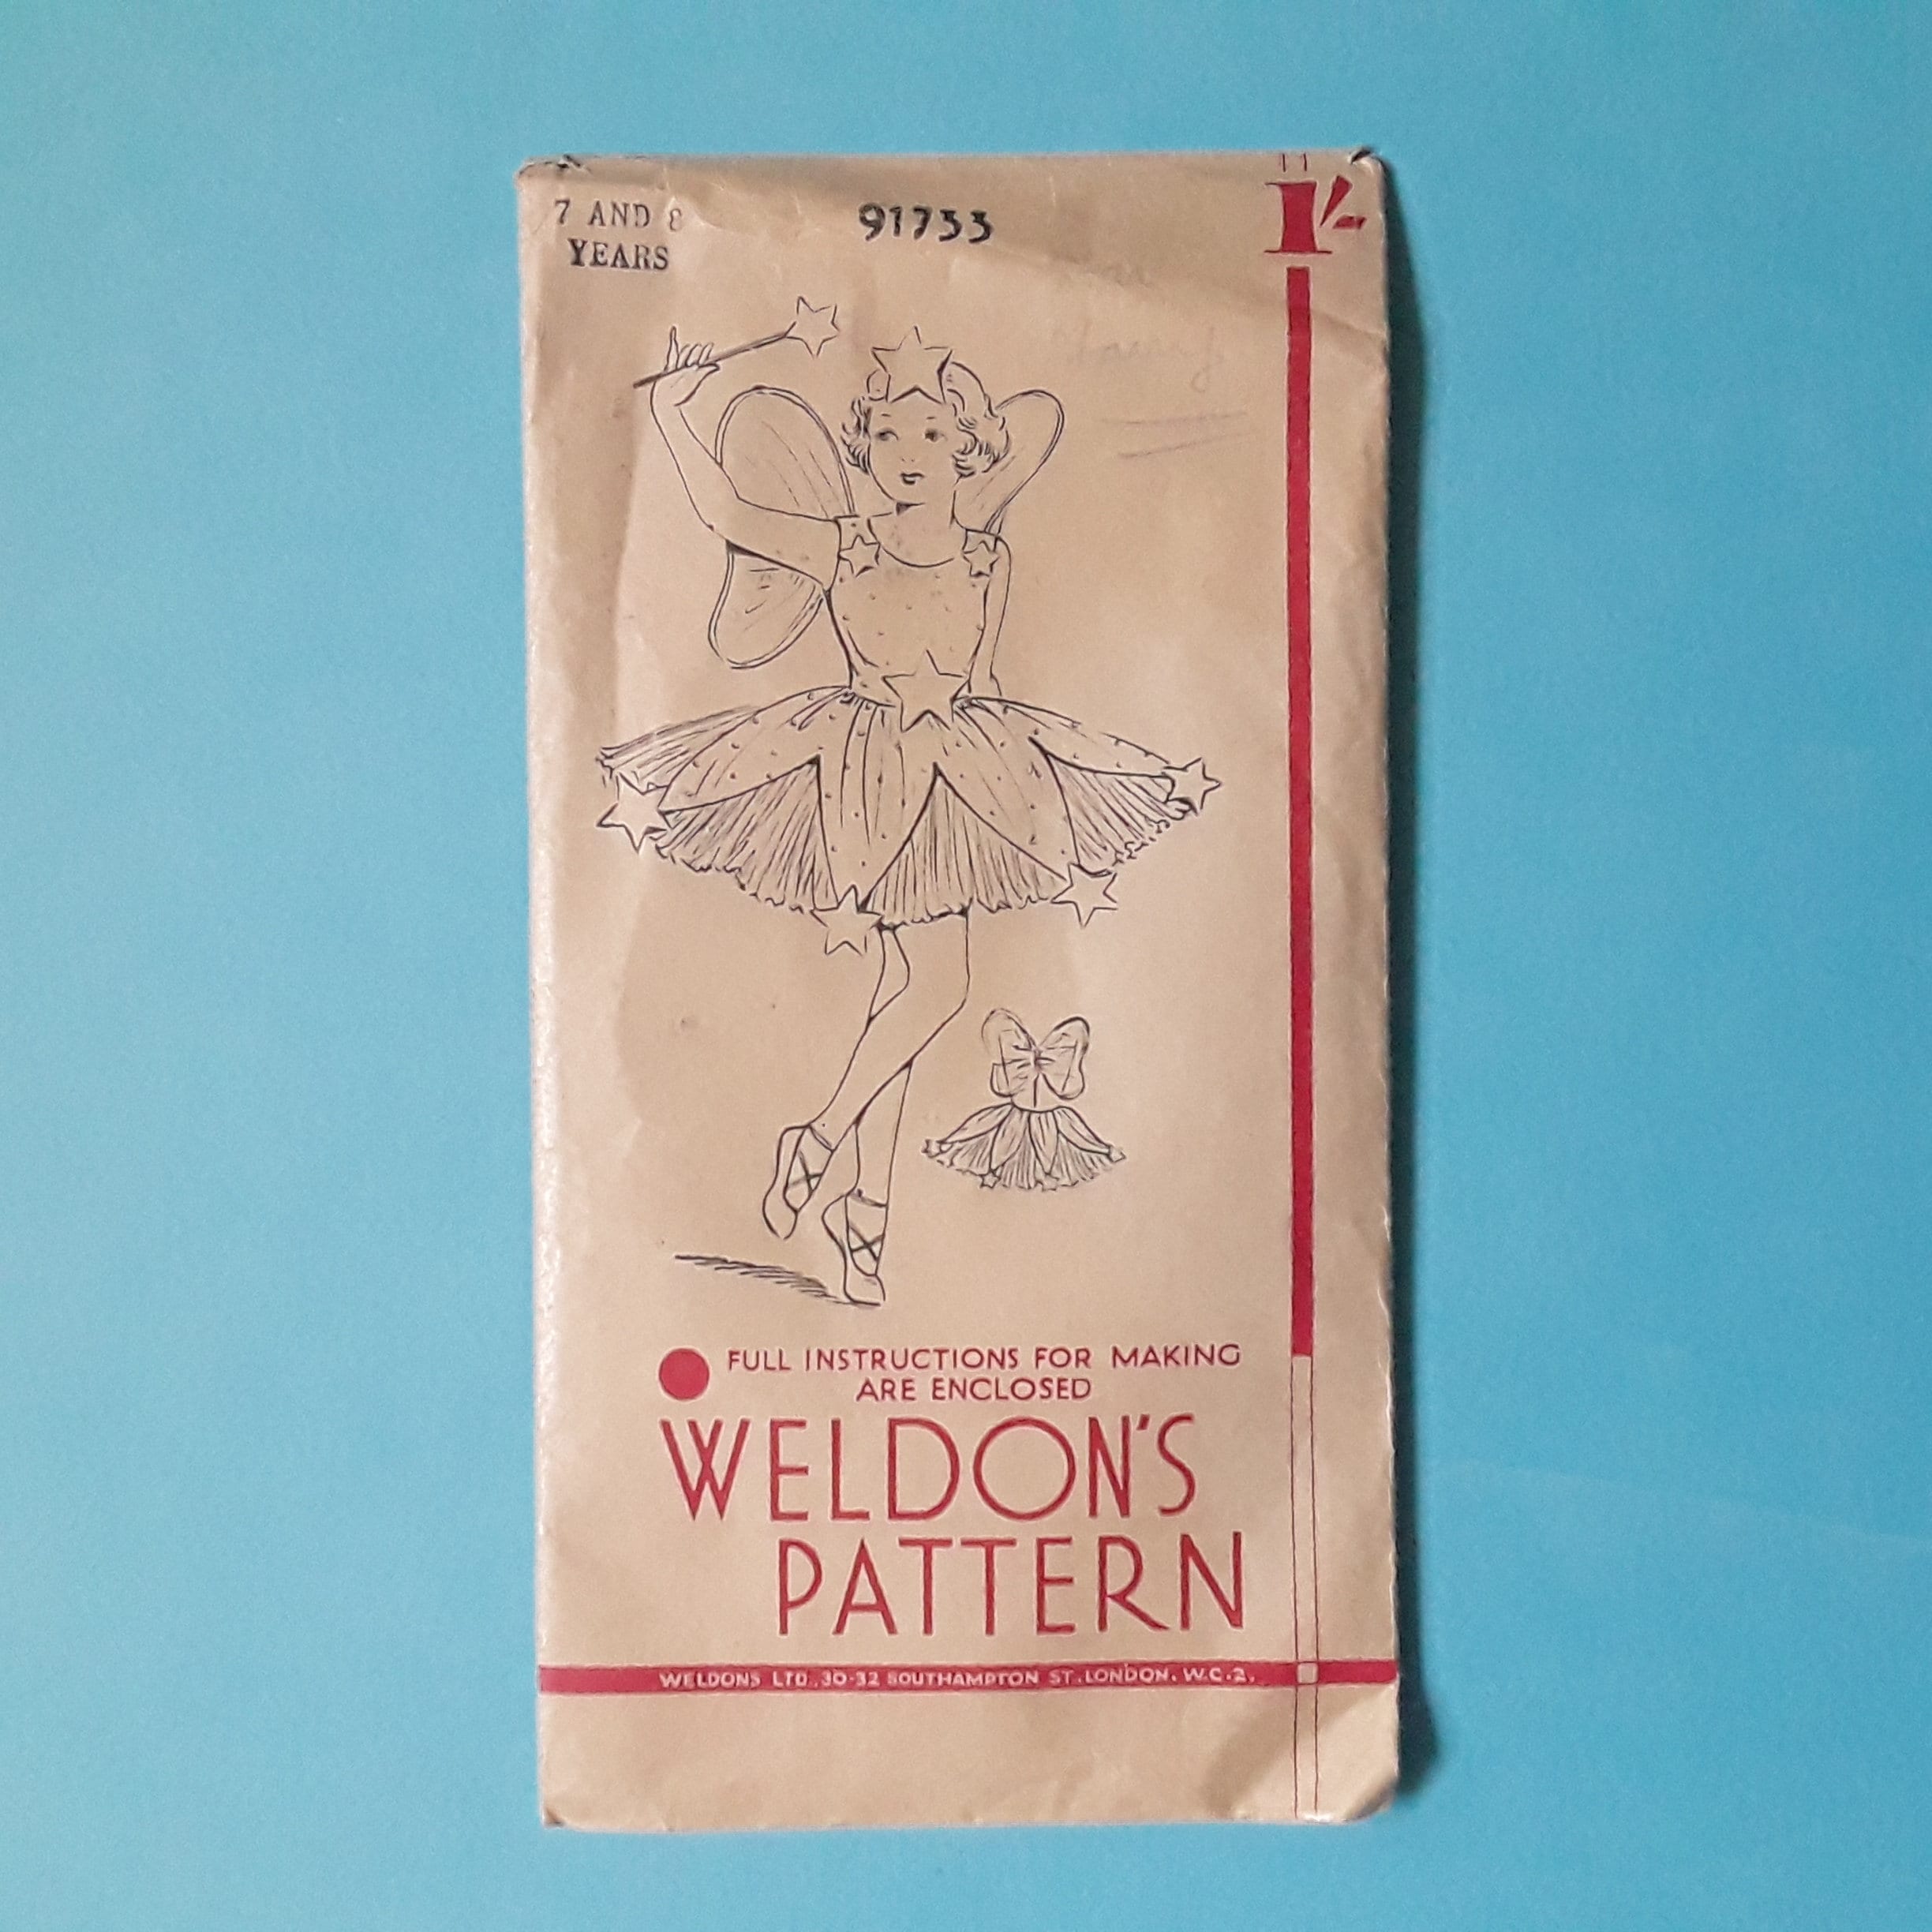 7 AND 8
YEARS
91733
1/-
FULL INSTRUCTIONS FOR MAKING
ARE ENCLOSED
WELDON'S
PATTERN
WELDONS LTD., 30-32 SOUTHAMPTON ST. LONDON. W.C.2.